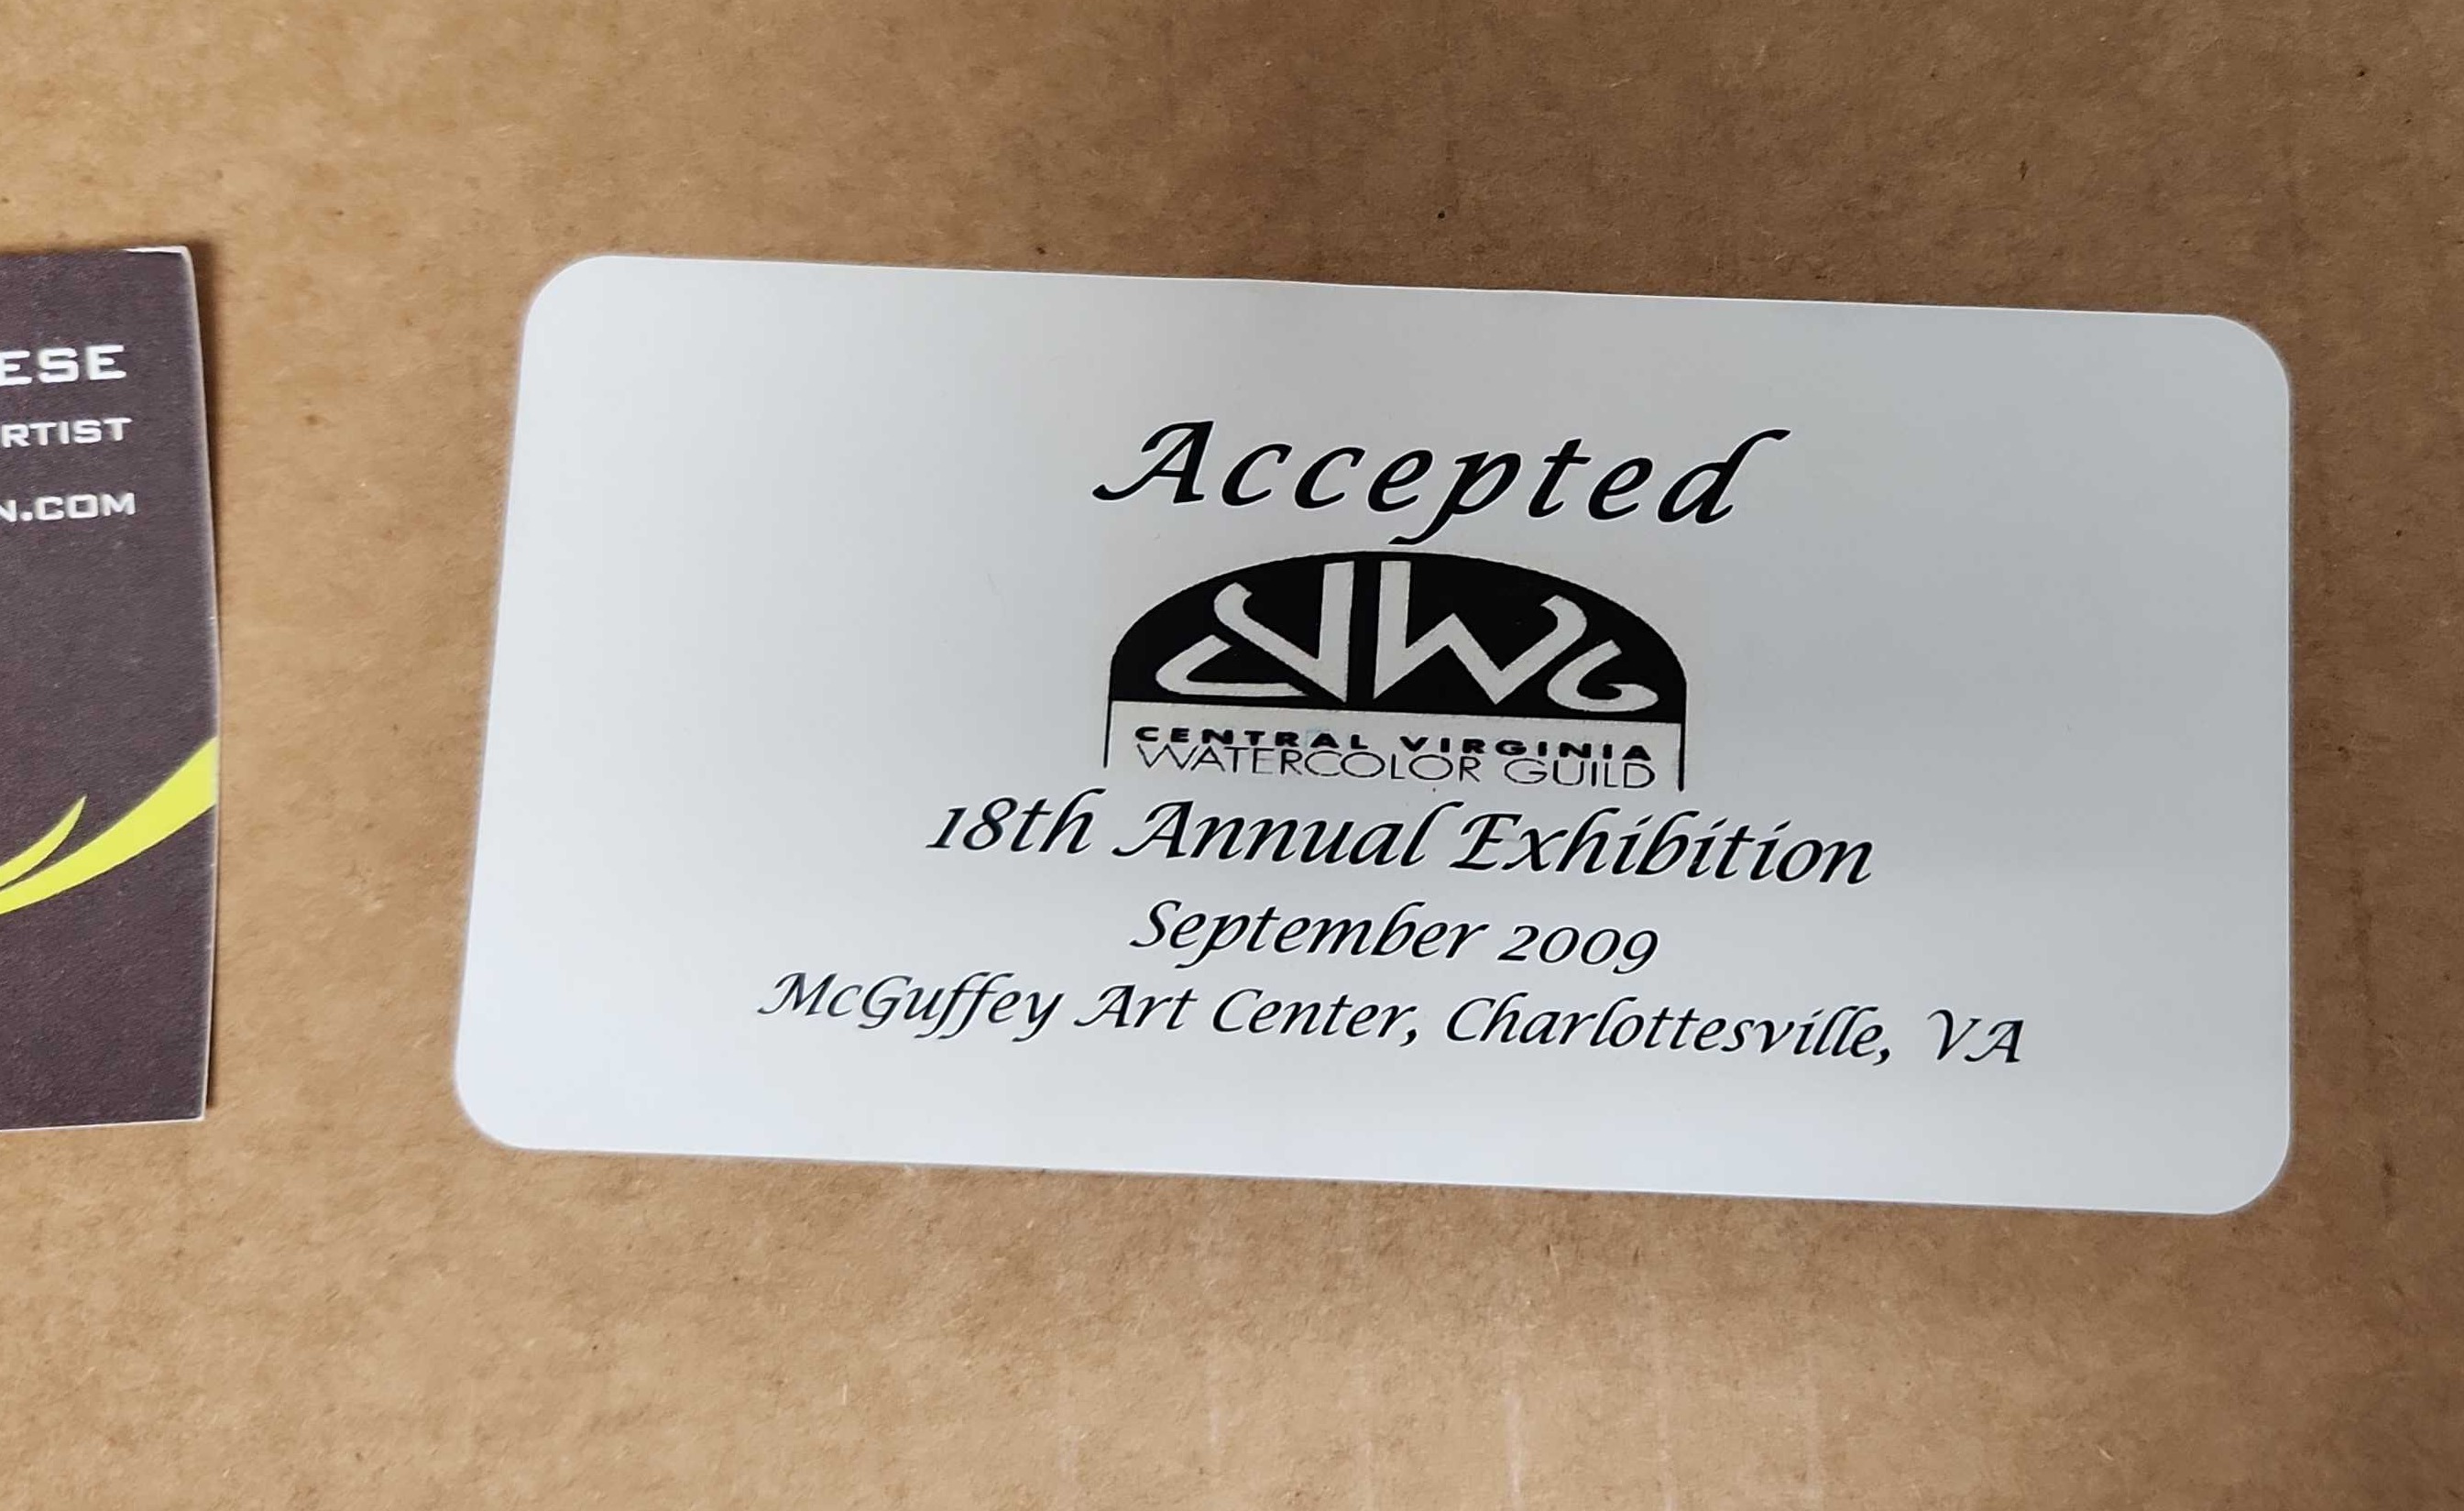 ESE
RTIST
N.COM
Accepted
CVWG
CENTRAL VIRGINIA
WATERCOLOR GUILD
18th Annual Exhibition
September 2009
McGuffey Art Center, Charlottesville, VA